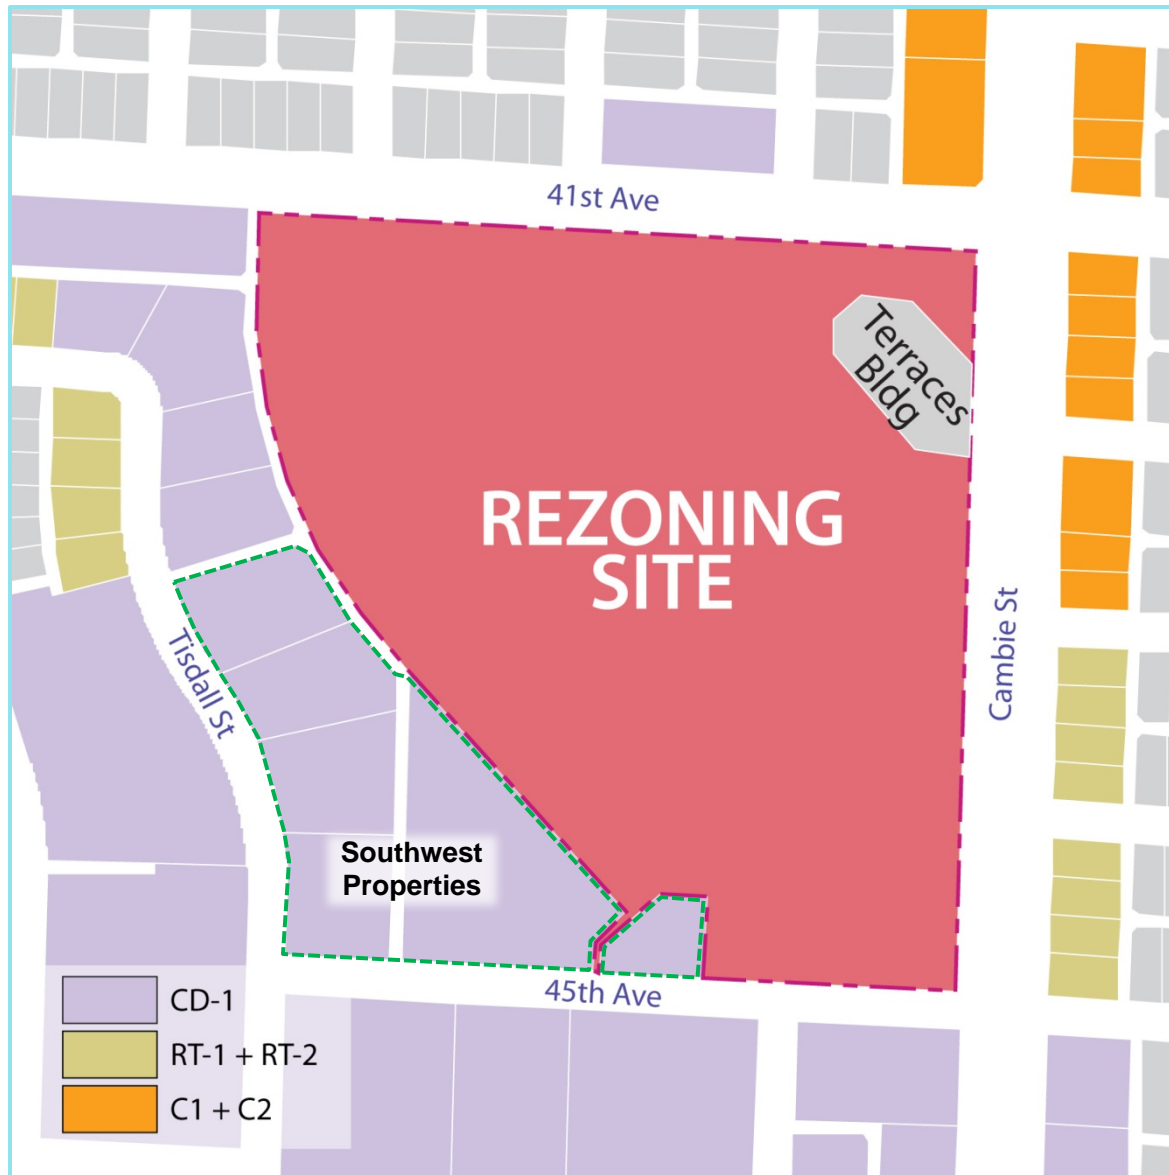 41st Ave
Terraces
Bldg
REZONING
SITE
Cambie St
Tisdall St
Southwest
Properties
45th Ave
CD-1
RT-1 + RT-2
C1 + C2